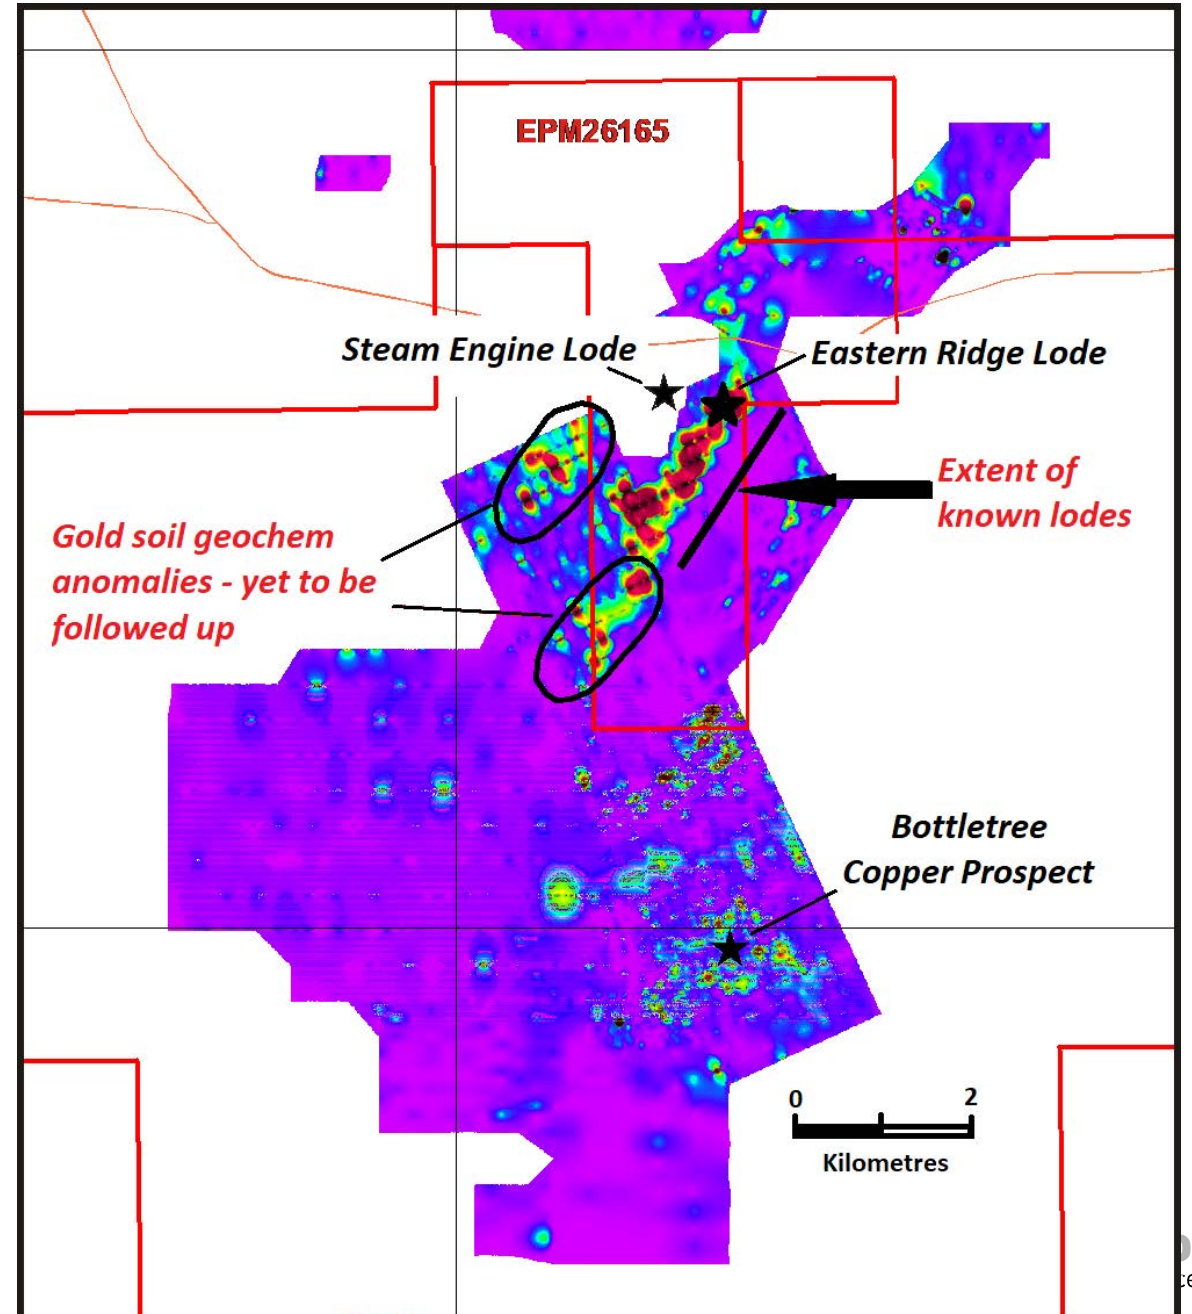 EPM26165
Steam Engine Lode
Eastern Ridge Lode
Extent of
known lodes
Gold soil geochem
anomalies - yet to be
followed up
Bottletree
Copper Prospect
0 2
Kilometres